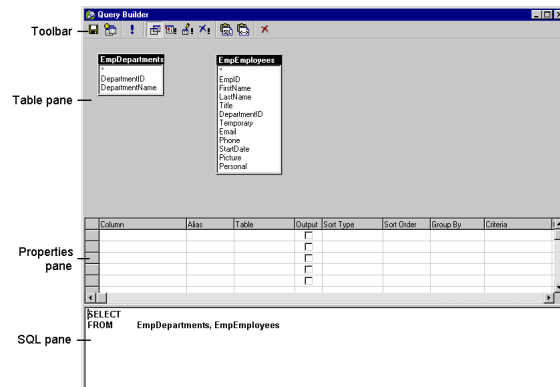 Query Builder
Toolbar
EmpDepartments
*
DepartmentID
DepartmentName
EmpEmployees
*
EmpID
FirstName
LastName
Title
DepartmentID
Temporary
Email
Phone
StartDate
Picture
Personal
Table pane
Column Alias Table Output Sort Type Sort Order Group By Criteria
Properties
pane
SELECT
FROM EmpDepartments, EmpEmployees
SQL pane